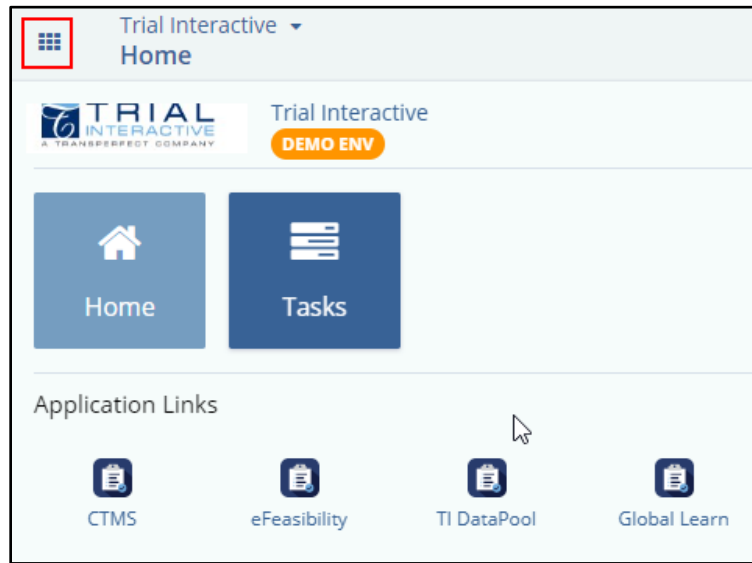 Trial Interactive
Home
TRIAL
INTERACTIVE
A TRANSPERFECT COMPANY
Trial Interactive
DEMO ENV
Home
Tasks
Application Links
CTMS
eFeasibility
TI DataPool
Global Learn